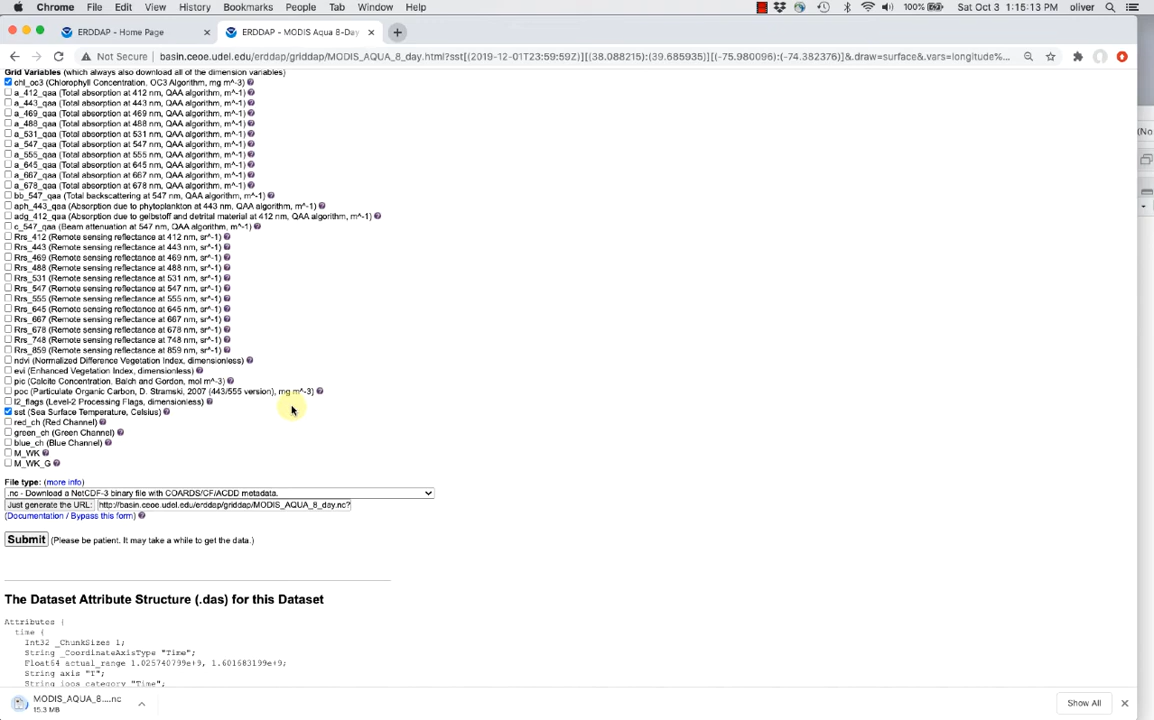 Chrome File Edit View History Bookmarks People Tab Window Help 100% Sat Oct 3 1:15:13 PM oliver
ERDDAP - Home Page × ERDDAP - MODIS Aqua 8-Day × +
Not Secure | basin.ceoe.udel.edu/erddap/griddap/MODIS_AQUA_8_day.html?sst[(2019-12-01T23:59:59Z)][(38.088215):(39.685935)][(-75.980096):(-74.382376)]&.draw=surface&.vars=longitude%...
Grid Variables (which always also download all of the dimension variables)
chl_oc3 (Chlorophyll Concentration, OC3 Algorithm, mg m^-3)
a_412_qaa (Total absorption at 412 nm, QAA algorithm, m^-1)
a_443_qaa (Total absorption at 443 nm, QAA algorithm, m^-1)
a_469_qaa (Total absorption at 469 nm, QAA algorithm, m^-1)
a_488_qaa (Total absorption at 488 nm, QAA algorithm, m^-1)
a_531_qaa (Total absorption at 531 nm, QAA algorithm, m^-1)
a_547_qaa (Total absorption at 547 nm, QAA algorithm, m^-1)
a_555_qaa (Total absorption at 555 nm, QAA algorithm, m^-1)
a_645_qaa (Total absorption at 645 nm, QAA algorithm, m^-1)
a_667_qaa (Total absorption at 667 nm, QAA algorithm, m^-1)
a_678_qaa (Total absorption at 678 nm, QAA algorithm, m^-1)
bb_547_qaa (Total backscattering at 547 nm, QAA algorithm, m^-1)
aph_443_qaa (Absorption due to phytoplankton at 443 nm, QAA algorithm, m^-1)
adg_412_qaa (Absorption due to gelbstoff and detrital material at 412 nm, QAA algorithm, m^-1)
c_547_qaa (Beam attenuation at 547 nm, QAA algorithm, m^-1)
Rrs_412 (Remote sensing reflectance at 412 nm, sr^-1)
Rrs_443 (Remote sensing reflectance at 443 nm, sr^-1)
Rrs_469 (Remote sensing reflectance at 469 nm, sr^-1)
Rrs_488 (Remote sensing reflectance at 488 nm, sr^-1)
Rrs_531 (Remote sensing reflectance at 531 nm, sr^-1)
Rrs_547 (Remote sensing reflectance at 547 nm, sr^-1)
Rrs_555 (Remote sensing reflectance at 555 nm, sr^-1)
Rrs_645 (Remote sensing reflectance at 645 nm, sr^-1)
Rrs_667 (Remote sensing reflectance at 667 nm, sr^-1)
Rrs_678 (Remote sensing reflectance at 678 nm, sr^-1)
Rrs_748 (Remote sensing reflectance at 748 nm, sr^-1)
Rrs_859 (Remote sensing reflectance at 859 nm, sr^-1)
ndvi (Normalized Difference Vegetation Index, dimensionless)
evi (Enhanced Vegetation Index, dimensionless)
pic (Calcite Concentration, Balch and Gordon, mol m^-3)
poc (Particulate Organic Carbon, D. Stramski, 2007 (443/555 version), mg m^-3)
l2_flags (Level-2 Processing Flags, dimensionless)
sst (Sea Surface Temperature, Celsius)
red_ch (Red Channel)
green_ch (Green Channel)
blue_ch (Blue Channel)
M_WK
M_WK_G
File type: (more info)
.nc - Download a NetCDF-3 binary file with COARDS/CF/ACDD metadata.
Just generate the URL: http://basin.ceoe.udel.edu/erddap/griddap/MODIS_AQUA_8_day.nc?
(Documentation / Bypass this form)
Submit (Please be patient. It may take a while to get the data.)
The Dataset Attribute Structure (.das) for this Dataset
Attributes {
time {
Int32 _ChunkSizes 1;
String _CoordinateAxisType "Time";
Float64 actual_range 1.025740799e+9, 1.601683199e+9;
String axis "T";
String ioos_category "Time";
MODIS_AQUA_8....nc
15.3 MB
Show All
(No